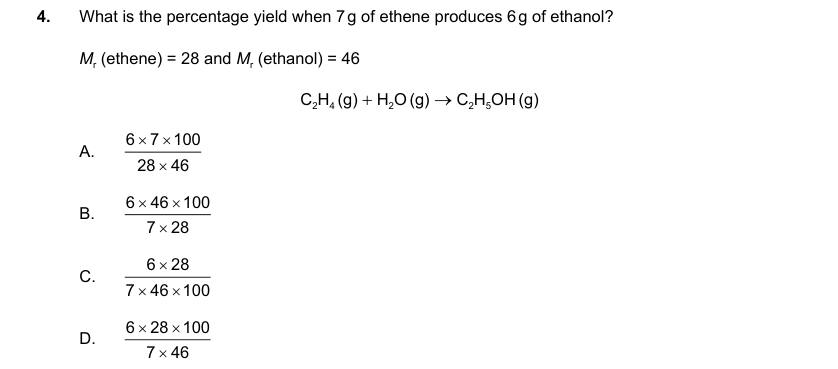 4. What is the percentage yield when 7 g of ethene produces 6 g of ethanol?
Mᵣ (ethene) = 28 and Mᵣ (ethanol) = 46
C₂H₄ (g) + H₂O (g) → C₂H₅OH (g)
A. 6 × 7 × 100
28 × 46
B. 6 × 46 × 100
7 × 28
C. 6 × 28
7 × 46 × 100
D. 6 × 28 × 100
7 × 46